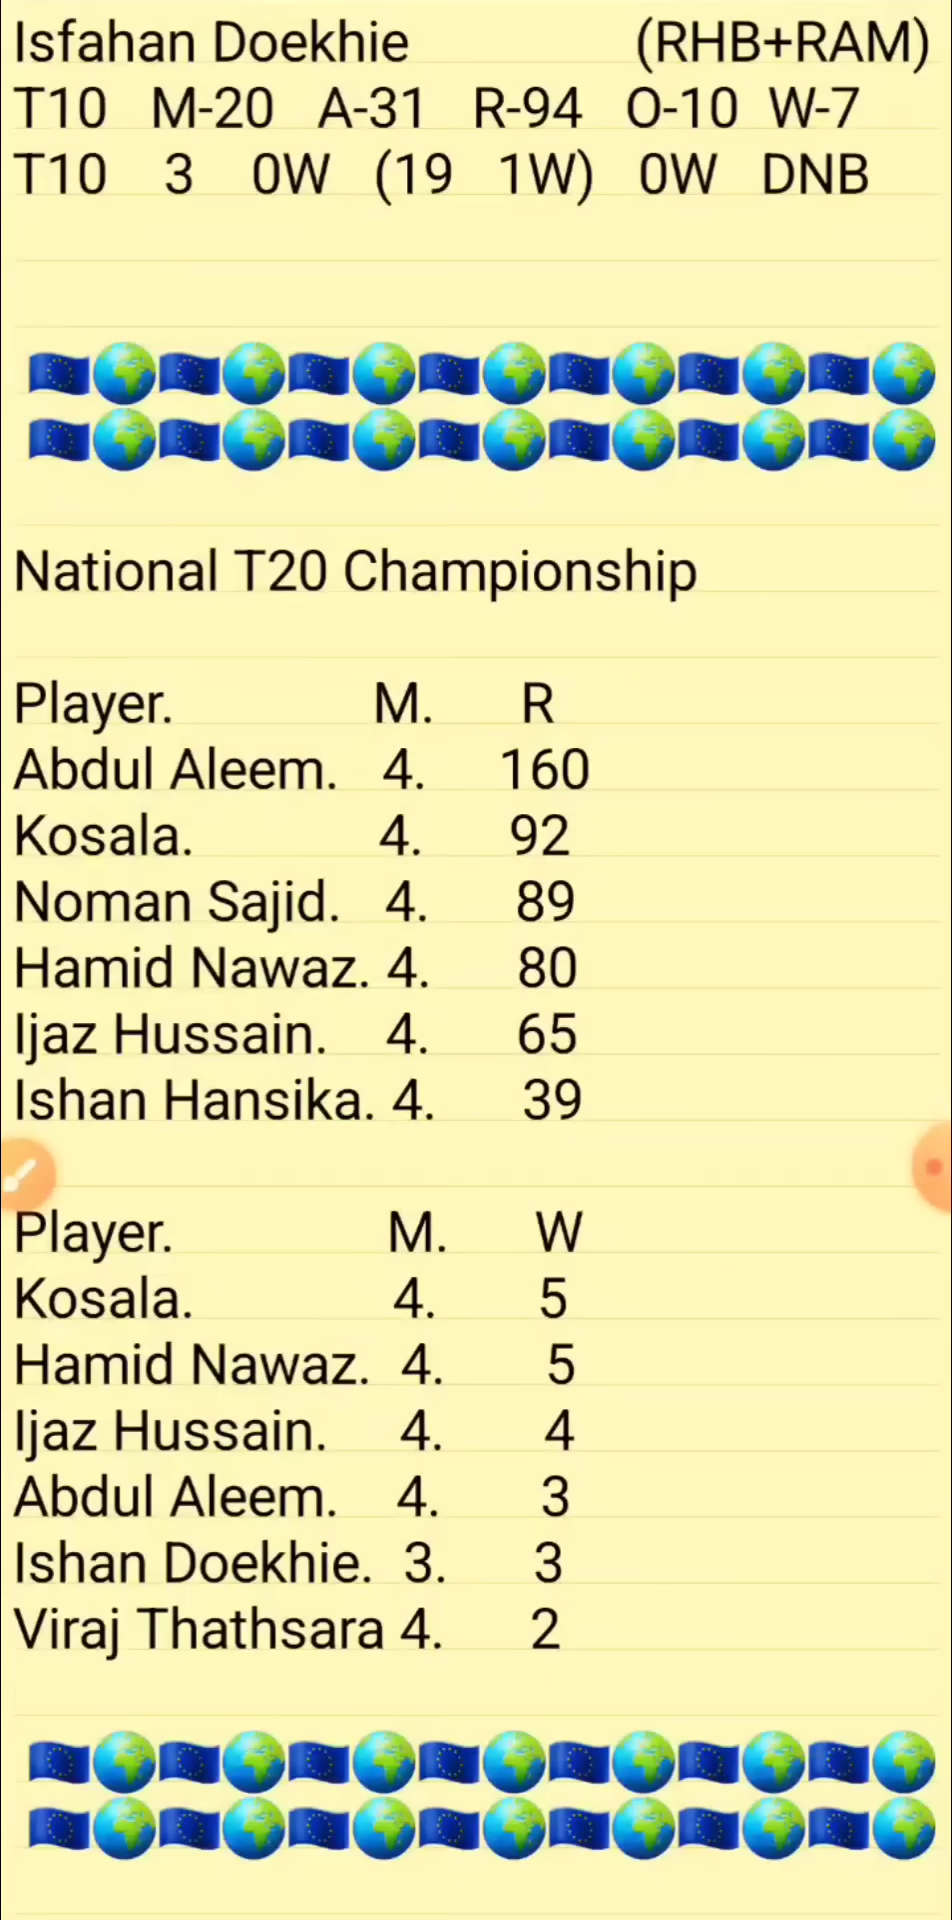 Isfahan Doekhie (RHB+RAM)
T10 M-20 A-31 R-94 O-10 W-7
T10 3 0W (19 1W) 0W DNB
National T20 Championship
Player. M. R
Abdul Aleem. 4. 160
Kosala. 4. 92
Noman Sajid. 4. 89
Hamid Nawaz. 4. 80
Ijaz Hussain. 4. 65
Ishan Hansika. 4. 39
Player. M. W
Kosala. 4. 5
Hamid Nawaz. 4. 5
Ijaz Hussain. 4. 4
Abdul Aleem. 4. 3
Ishan Doekhie. 3. 3
Viraj Thathsara 4. 2